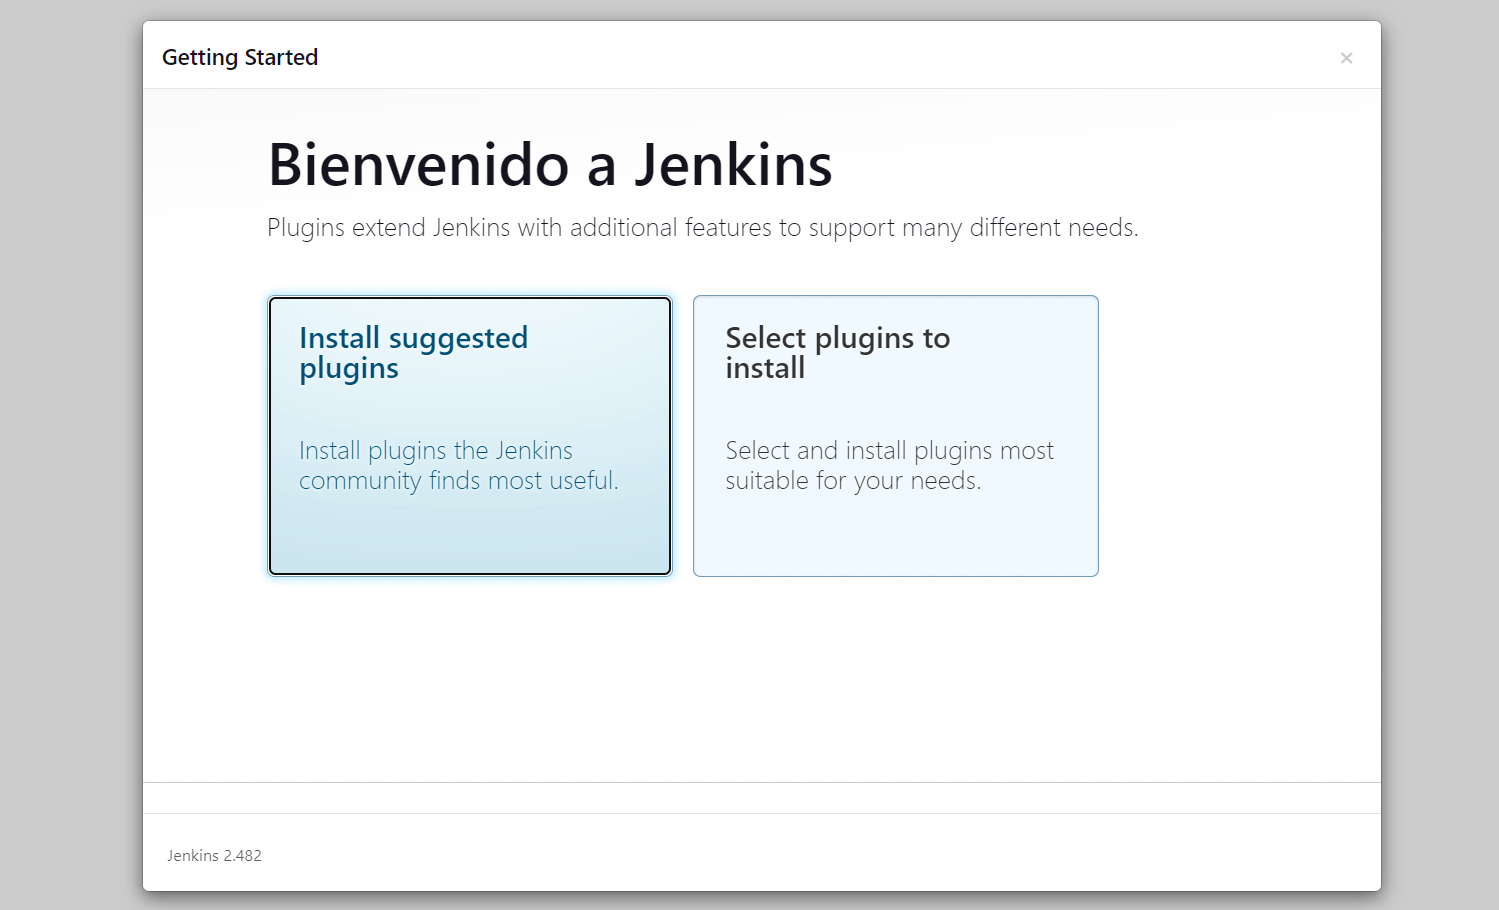 Getting Started
×
Bienvenido a Jenkins
Plugins extend Jenkins with additional features to support many different needs.
Install suggested
plugins
Install plugins the Jenkins
community finds most useful.
Select plugins to
install
Select and install plugins most
suitable for your needs.
Jenkins 2.482